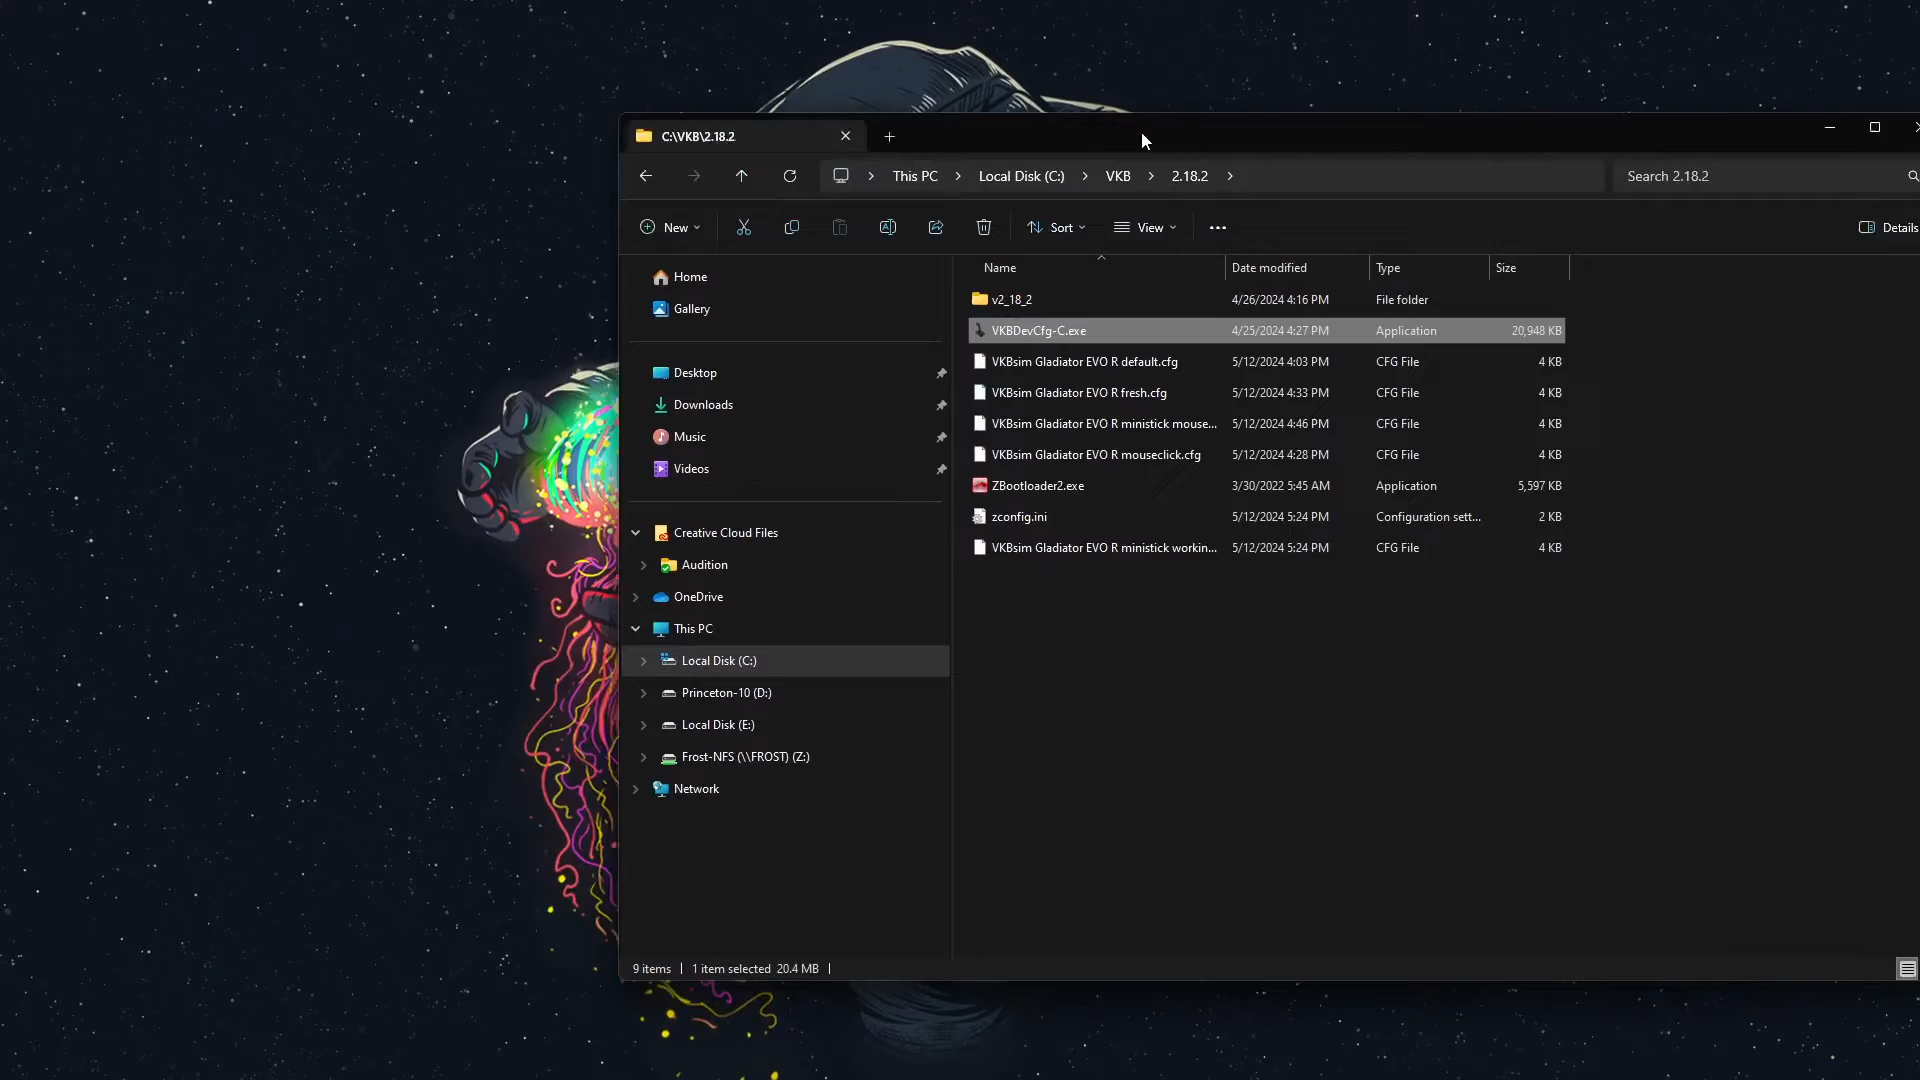 C:\VKB\2.18.2
This PC
Local Disk (C:)
VKB
2.18.2
Search 2.18.2
New
Sort
View
Details
Home
Gallery
Desktop
Downloads
Music
Videos
Creative Cloud Files
Audition
OneDrive
This PC
Local Disk (C:)
Princeton-10 (D:)
Local Disk (E:)
Frost-NFS (\\FROST) (Z:)
Network
Name Date modified Type Size
v2_18_2 4/26/2024 4:16 PM File folder
VKBDevCfg-C.exe 4/25/2024 4:27 PM Application 20,948 KB
VKBsim Gladiator EVO R default.cfg 5/12/2024 4:03 PM CFG File 4 KB
VKBsim Gladiator EVO R fresh.cfg 5/12/2024 4:33 PM CFG File 4 KB
VKBsim Gladiator EVO R ministick mouse... 5/12/2024 4:46 PM CFG File 4 KB
VKBsim Gladiator EVO R mouseclick.cfg 5/12/2024 4:28 PM CFG File 4 KB
ZBootloader2.exe 3/30/2022 5:45 AM Application 5,597 KB
zconfig.ini 5/12/2024 5:24 PM Configuration sett... 2 KB
VKBsim Gladiator EVO R ministick workin... 5/12/2024 5:24 PM CFG File 4 KB
9 items 1 item selected 20.4 MB